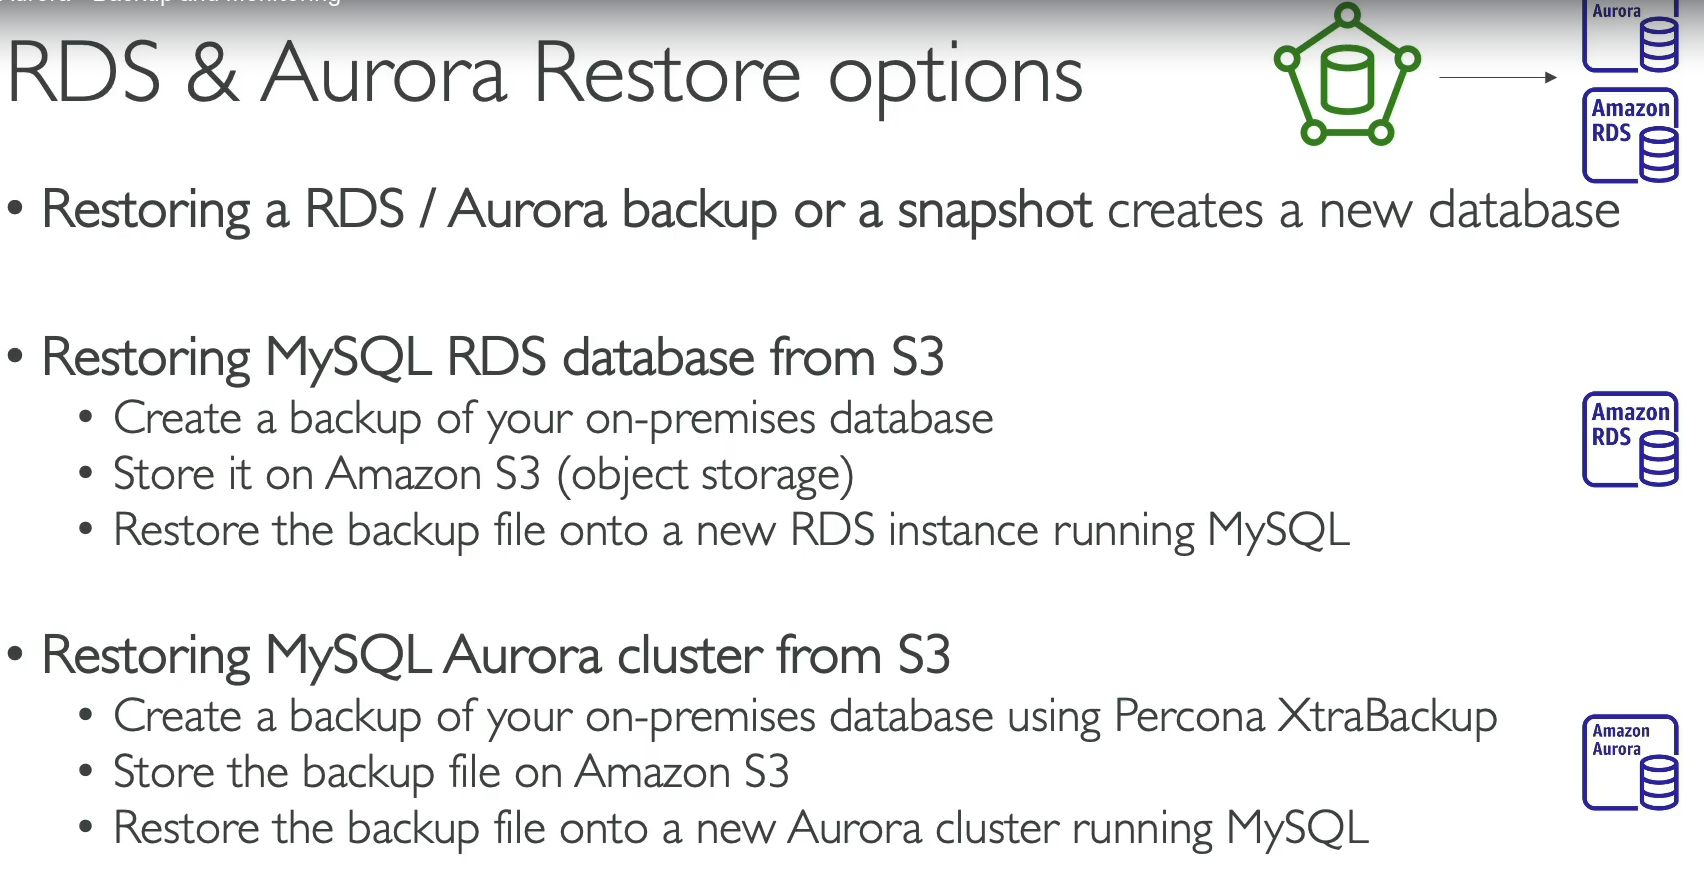 Aurora - Backup and Monitoring
RDS & Aurora Restore options
Aurora
Amazon
RDS
• Restoring a RDS / Aurora backup or a snapshot creates a new database
• Restoring MySQL RDS database from S3
• Create a backup of your on-premises database
• Store it on Amazon S3 (object storage)
• Restore the backup file onto a new RDS instance running MySQL
Amazon
RDS
• Restoring MySQL Aurora cluster from S3
• Create a backup of your on-premises database using Percona XtraBackup
• Store the backup file on Amazon S3
• Restore the backup file onto a new Aurora cluster running MySQL
Amazon
Aurora